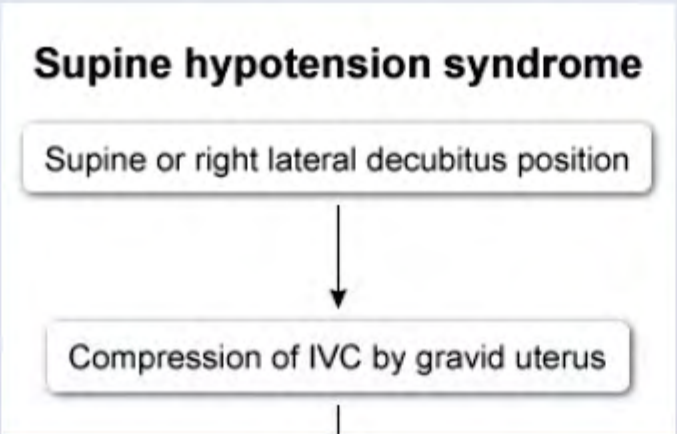 Supine hypotension syndrome
Supine or right lateral decubitus position
Compression of IVC by gravid uterus